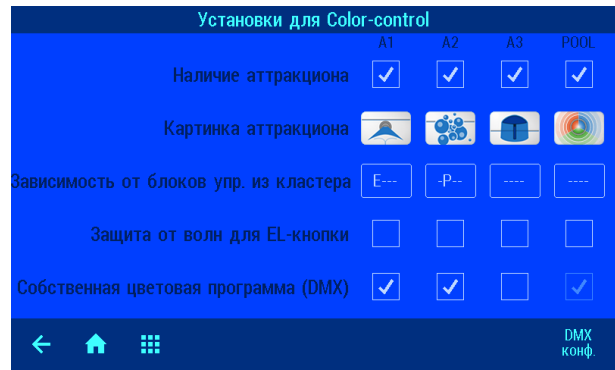 Установки для Color-control
A1 A2 A3 POOL
Наличие аттракциона
Картинка аттракциона
Зависимость от блоков упр. из кластера E--- -P-- ---- ----
Защита от волн для EL-кнопки
Собственная цветовая программа (DMX)
DMX
конф.